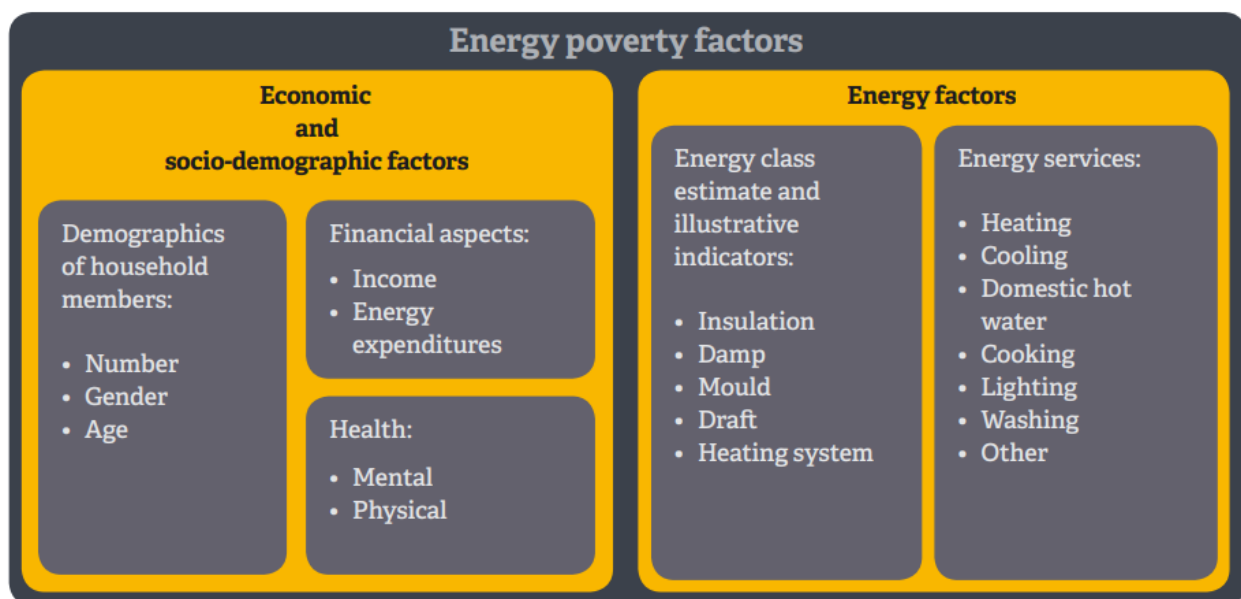 Energy poverty factors
Economic
and
socio-demographic factors
Demographics
of household
members:
• Number
• Gender
• Age
Financial aspects:
• Income
• Energy
expenditures
Health:
• Mental
• Physical
Energy factors
Energy class
estimate and
illustrative
indicators:
• Insulation
• Damp
• Mould
• Draft
• Heating system
Energy services:
• Heating
• Cooling
• Domestic hot
water
• Cooking
• Lighting
• Washing
• Other